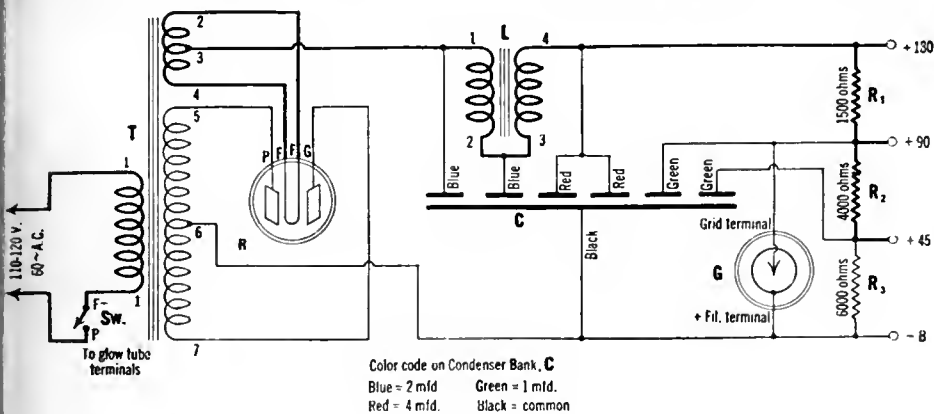 2
3
4
T
5
6
7
1
1
110-120 V.
60~A.C.
F-
Sw.
P
To glow tube
terminals
P F F G
R
L
1
4
2
3
Blue
Blue
Red
Red
Green
Green
C
Black
Grid terminal
G
+ Fil. terminal
1500 ohms
R1
4000 ohms
R2
6000 ohms
R3
+ 180
+ 90
+ 45
- B
Color code on Condenser Bank, C
Blue = 2 mfd
Green = 1 mfd.
Red = 4 mfd.
Black = common